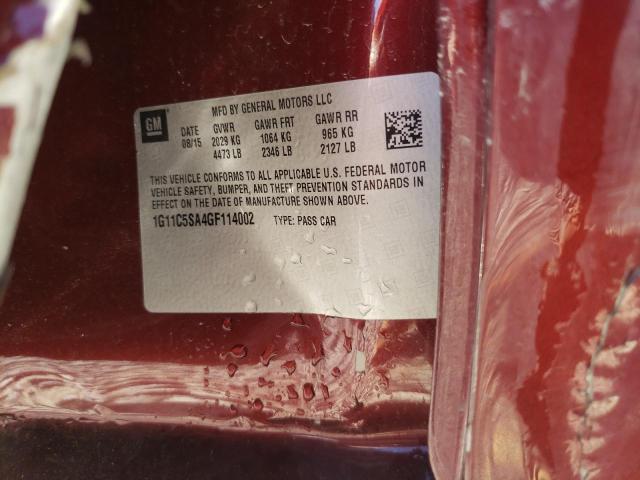 GM
MFD BY GENERAL MOTORS LLC
DATE GVWR GAWR FRT GAWR RR
08/15 2029 KG 1064 KG 965 KG
4473 LB 2346 LB 2127 LB
THIS VEHICLE CONFORMS TO ALL APPLICABLE U.S. FEDERAL MOTOR
VEHICLE SAFETY, BUMPER, AND THEFT PREVENTION STANDARDS IN
EFFECT ON THE DATE OF MANUFACTURE SHOWN ABOVE.
1G11C5SA4GF114002 TYPE: PASS CAR